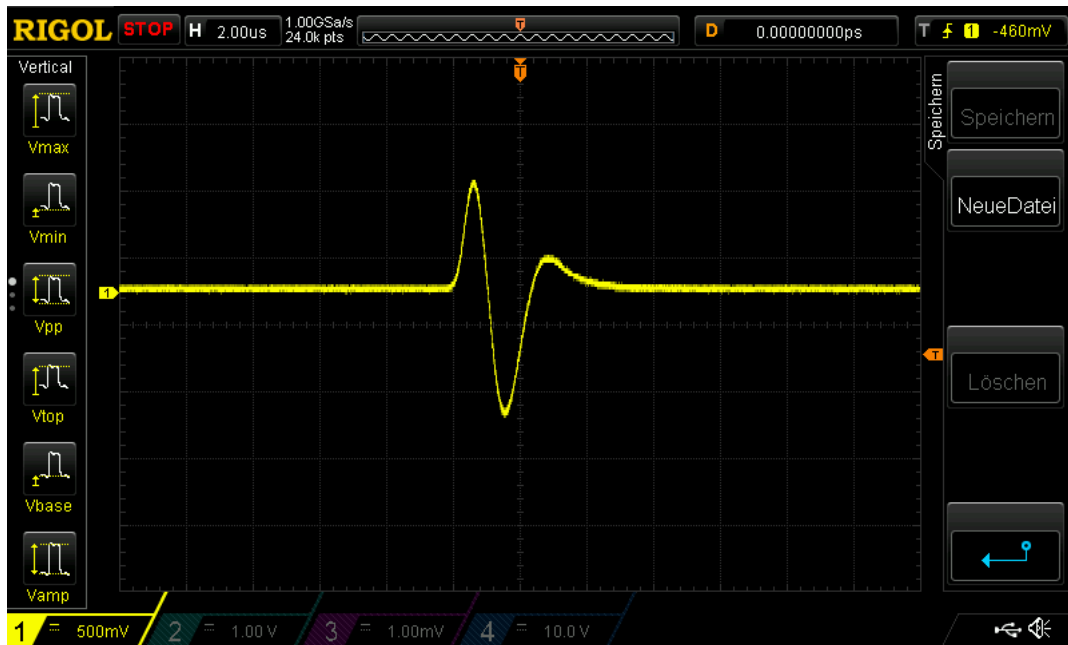 RIGOL STOP H 2.00us 1.00GSa/s 24.0k pts T D 0.00000000ps T 1 -460mV
Vertical
T
Speichern
Speichern
Vmax
NeueDatei
Vmin
1
Vpp
T
Löschen
Vtop
Vbase
Vamp
1 500mV 2 1.00 V 3 1.00mV 4 10.0 V